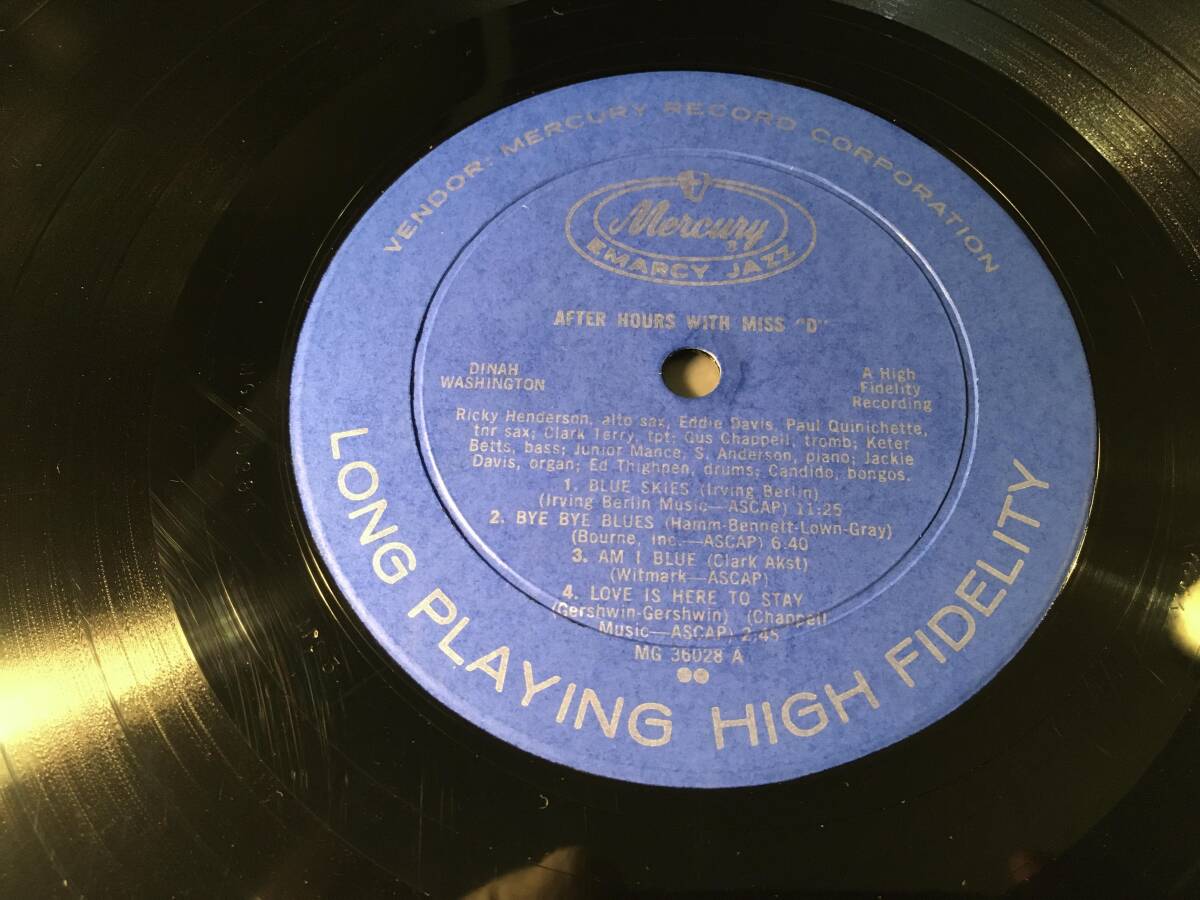 VENDOR: MERCURY RECORD CORPORATION
Mercury
EMARCY JAZZ
AFTER HOURS WITH MISS "D"
DINAH
WASHINGTON
A High
Fidelity
Recording
Ricky Henderson, alto sax, Eddie Davis, Paul Quinichette,
tnr sax; Clark Terry, tpt; Gus Chappell, tromb; Keter
Betts, bass; Junior Mance, S. Anderson, piano; Jackie
Davis, organ; Ed Thighpen, drums; Candido, bongos.
1. BLUE SKIES (Irving Berlin)
(Irving Berlin Music—ASCAP) 11:25
2. BYE BYE BLUES (Hamm-Bennett-Lown-Gray)
(Bourne, Inc.—ASCAP) 6:40
3. AM I BLUE (Clark Akst)
(Witmark—ASCAP)
4. LOVE IS HERE TO STAY
(Gershwin-Gershwin) (Chappell
Music—ASCAP) 2:45
MG 36028 A
LONG PLAYING HIGH FIDELITY